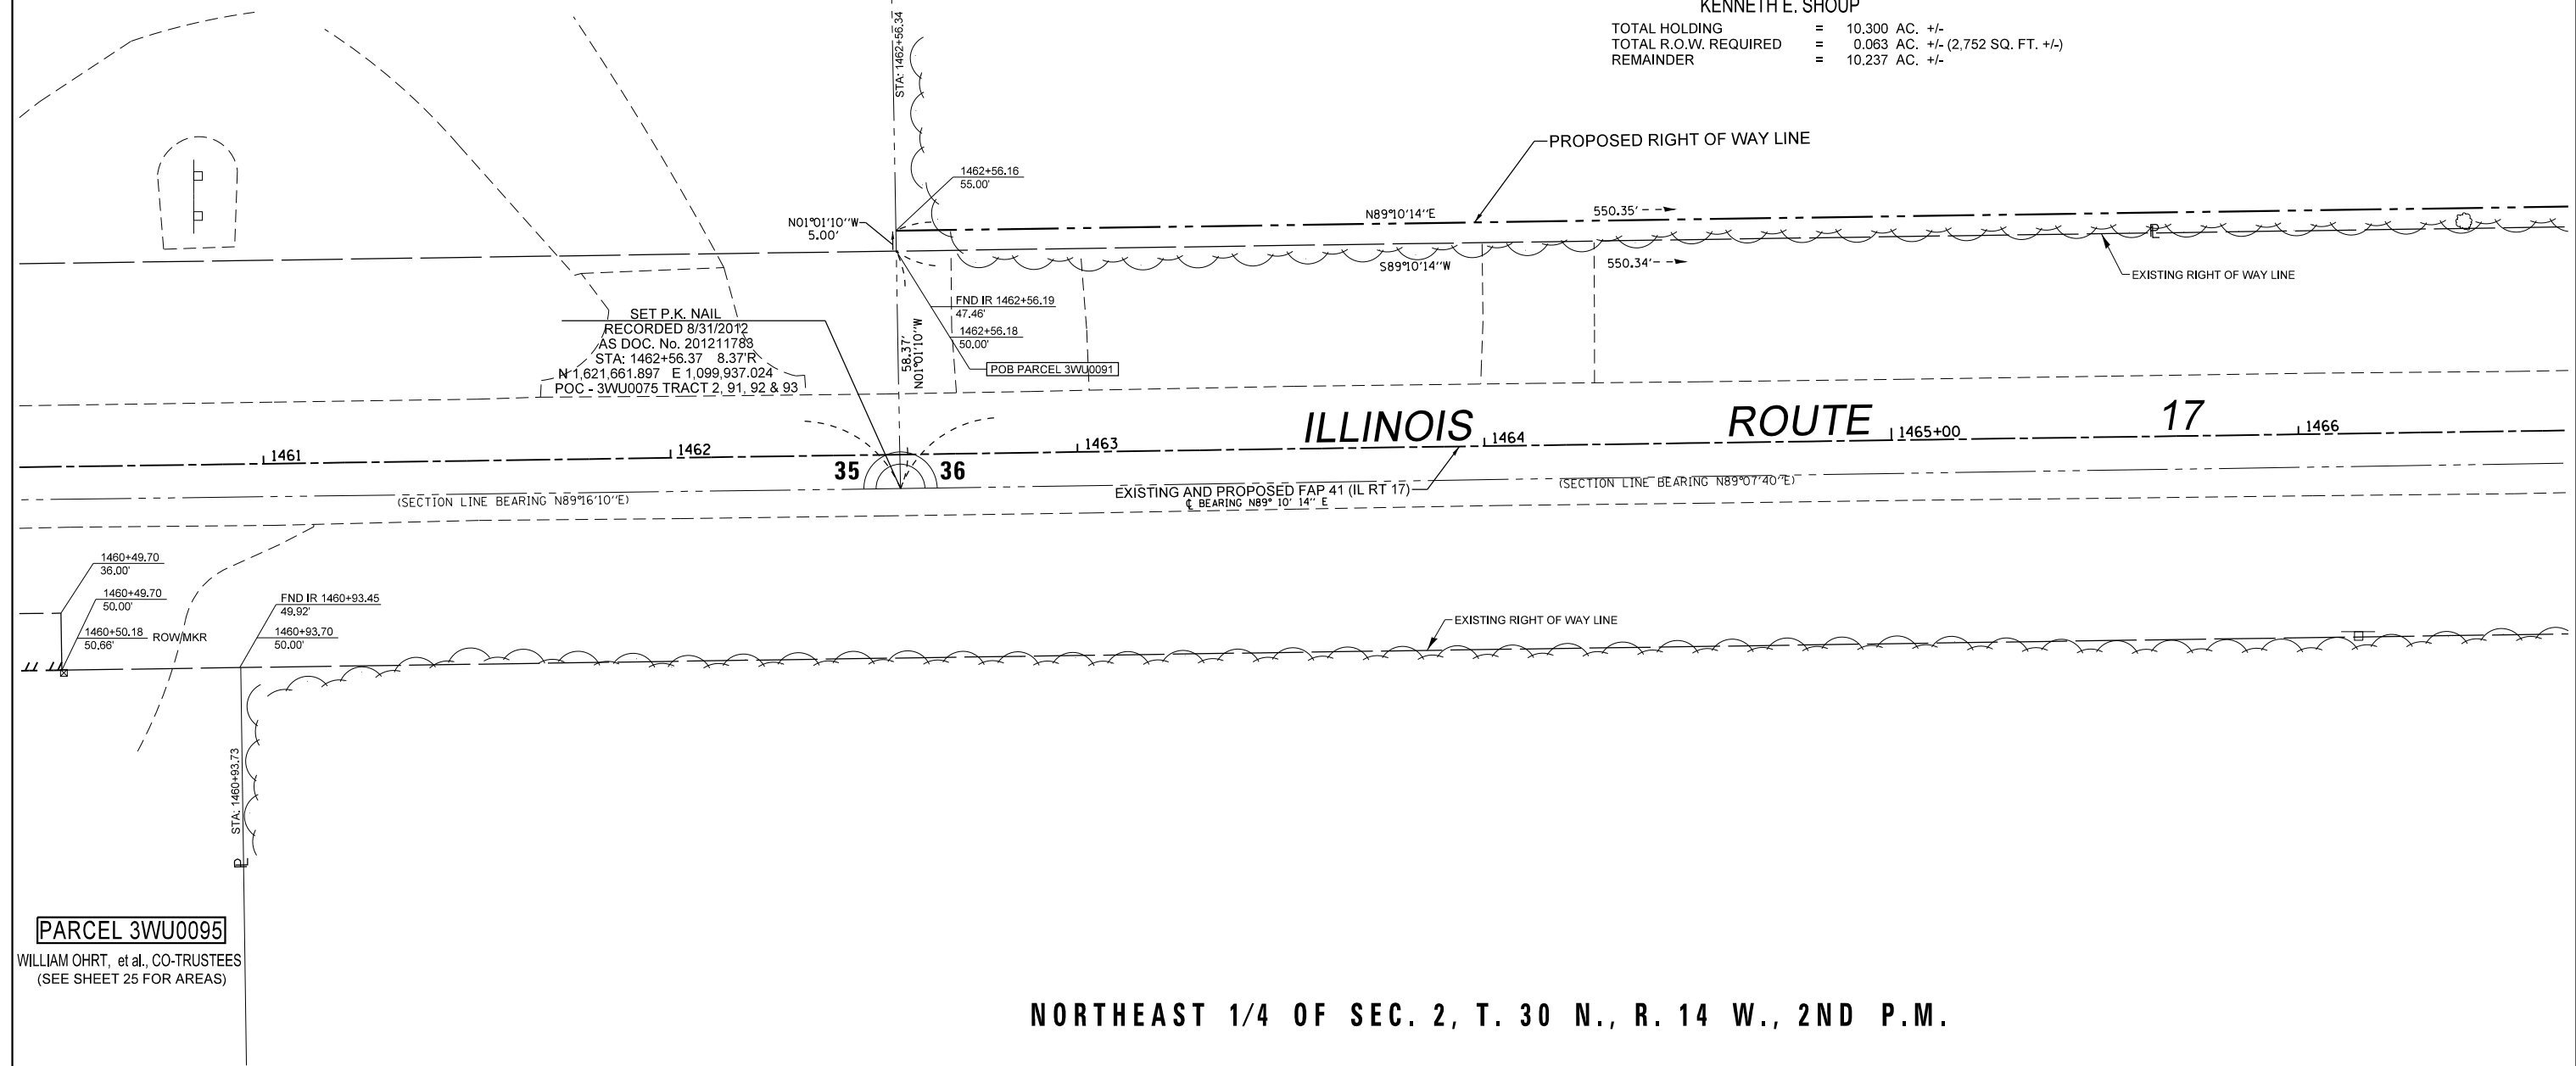 KENNETH E. SHOUP
TOTAL HOLDING = 10.300 AC. +/-
TOTAL R.O.W. REQUIRED = 0.063 AC. +/- (2,752 SQ. FT. +/-)
REMAINDER = 10.237 AC. +/-
STA: 1462+56.34
PROPOSED RIGHT OF WAY LINE
1462+56.16
55.00'
N01°01'10"W
5.00'
N89°10'14"E
550.35'
S89°10'14"W
550.34'
EXISTING RIGHT OF WAY LINE
FND IR 1462+56.19
47.46'
1462+56.18
50.00'
POB PARCEL 3WU0091
58.37'
N01°01'10"W
SET P.K. NAIL
RECORDED 8/31/2012
AS DOC. No. 201211783
STA: 1462+56.37 8.37'R
N 1,621,661.897 E 1,099,937.024
POC - 3WU0075 TRACT 2, 91, 92 & 93
ILLINOIS ROUTE 17
1461
1462
1463
1464
1465+00
1466
35
36
(SECTION LINE BEARING N89°16'10"E)
EXISTING AND PROPOSED FAP 41 (IL RT 17)
℄ BEARING N89° 10' 14" E
(SECTION LINE BEARING N89°07'40"E)
1460+49.70
36.00'
1460+49.70
50.00'
1460+50.18 ROW MKR
50.66'
FND IR 1460+93.45
49.92'
1460+93.70
50.00'
EXISTING RIGHT OF WAY LINE
STA: 1460+93.73
PARCEL 3WU0095
WILLIAM OHRT, et al., CO-TRUSTEES
(SEE SHEET 25 FOR AREAS)
NORTHEAST 1/4 OF SEC. 2, T. 30 N., R. 14 W., 2ND P.M.